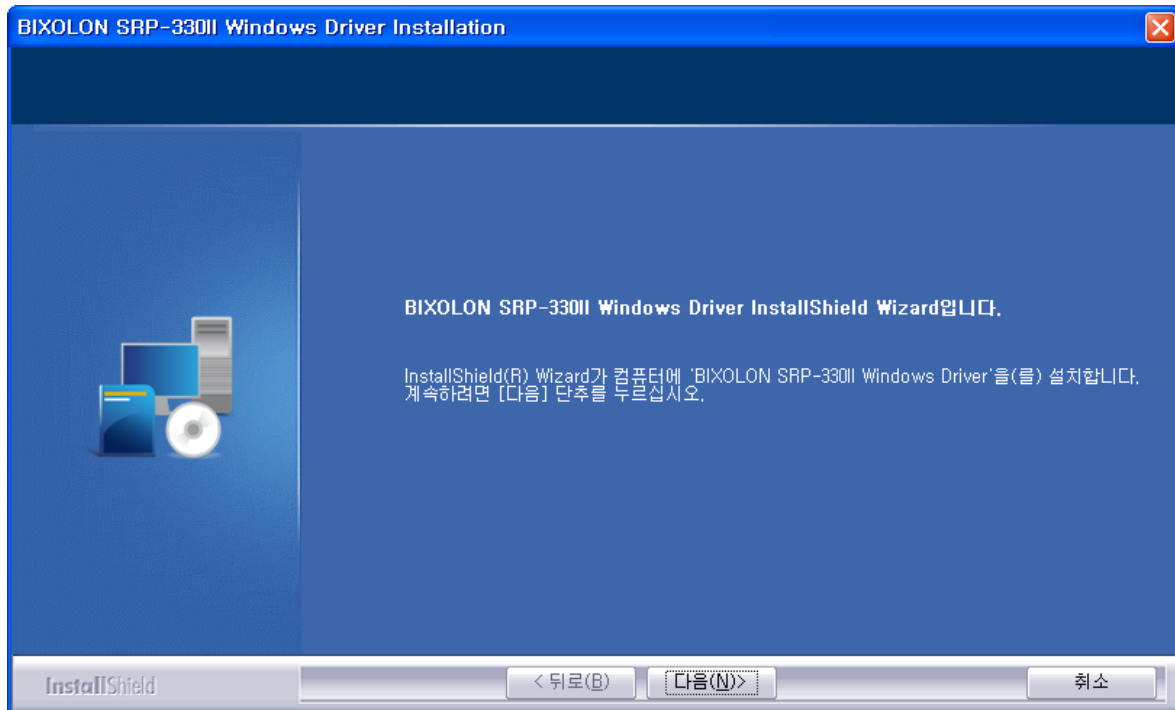 BIXOLON SRP-330II Windows Driver Installation
BIXOLON SRP-330II Windows Driver InstallShield Wizard입니다.
InstallShield(R) Wizard가 컴퓨터에 'BIXOLON SRP-330II Windows Driver'을(를) 설치합니다.
계속하려면 [다음] 단추를 누르십시오.
InstallShield
< 뒤로(B)
다음(N)>
취소